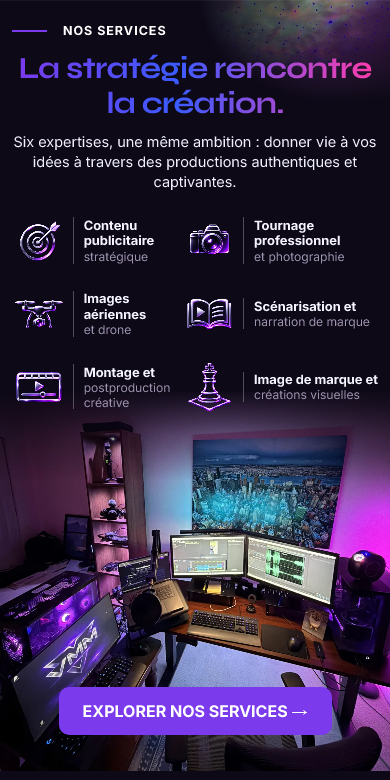 NOS SERVICES
La stratégie rencontre
la création.
Six expertises, une même ambition : donner vie à vos
idées à travers des productions authentiques et
captivantes.
Contenu
publicitaire
stratégique
Tournage
professionnel
et photographie
Images
aériennes
et drone
Scénarisation et
narration de marque
Montage et
postproduction
créative
Image de marque et
créations visuelles
EXPLORER NOS SERVICES →